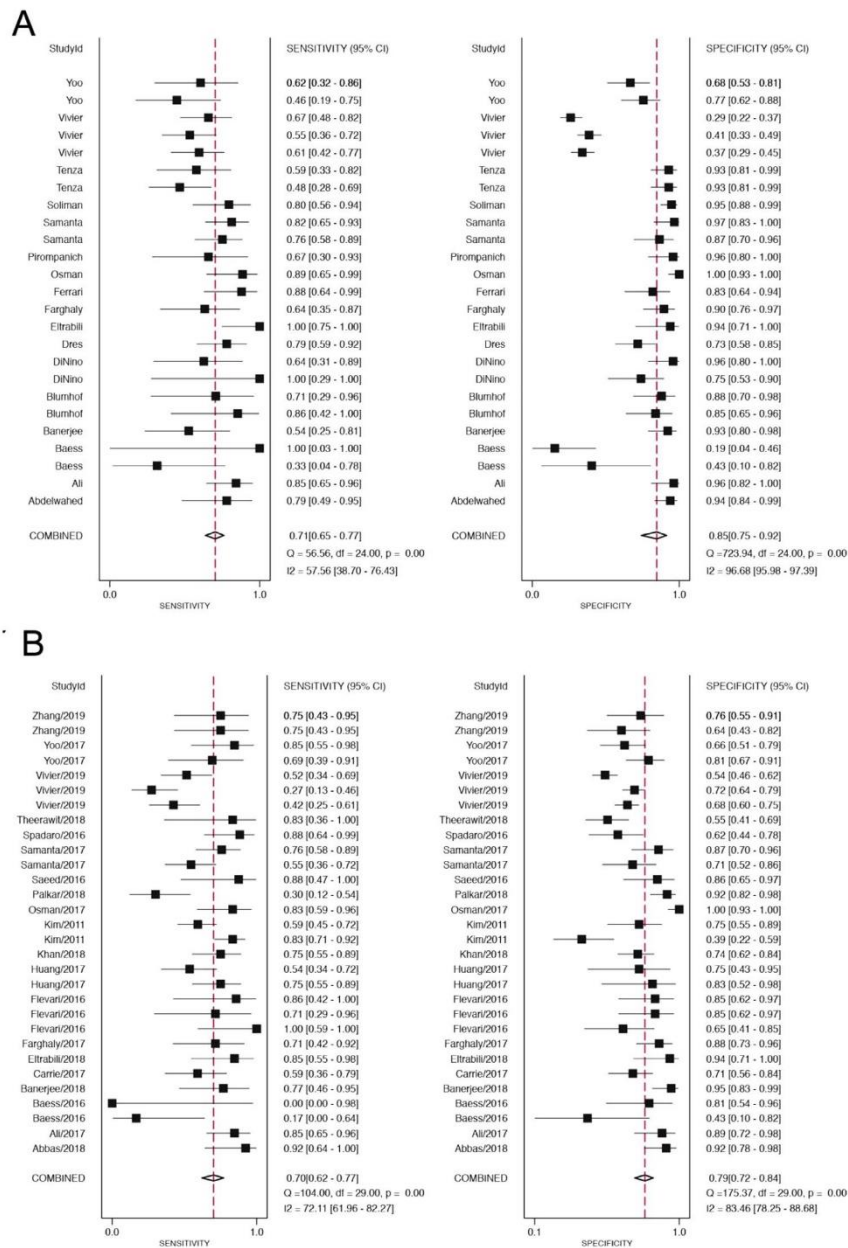 A
StudyId SENSITIVITY (95% CI) StudyId SPECIFICITY (95% CI)
Yoo 0.62 [0.32 - 0.86] Yoo 0.68 [0.53 - 0.81]
Yoo 0.46 [0.19 - 0.75] Yoo 0.77 [0.62 - 0.88]
Vivier 0.67 [0.48 - 0.82] Vivier 0.29 [0.22 - 0.37]
Vivier 0.55 [0.36 - 0.72] Vivier 0.41 [0.33 - 0.49]
Vivier 0.61 [0.42 - 0.77] Vivier 0.37 [0.29 - 0.45]
Tenza 0.59 [0.33 - 0.82] Tenza 0.93 [0.81 - 0.99]
Tenza 0.48 [0.28 - 0.69] Tenza 0.93 [0.81 - 0.99]
Soliman 0.80 [0.56 - 0.94] Soliman 0.95 [0.88 - 0.99]
Samanta 0.82 [0.65 - 0.93] Samanta 0.97 [0.83 - 1.00]
Samanta 0.76 [0.58 - 0.89] Samanta 0.87 [0.70 - 0.96]
Pirompanich 0.67 [0.30 - 0.93] Pirompanich 0.96 [0.80 - 1.00]
Osman 0.89 [0.65 - 0.99] Osman 1.00 [0.93 - 1.00]
Ferrari 0.88 [0.64 - 0.99] Ferrari 0.83 [0.64 - 0.94]
Farghaly 0.64 [0.35 - 0.87] Farghaly 0.90 [0.76 - 0.97]
Eltrabili 1.00 [0.75 - 1.00] Eltrabili 0.94 [0.71 - 1.00]
Dres 0.79 [0.59 - 0.92] Dres 0.73 [0.58 - 0.85]
DiNino 0.64 [0.31 - 0.89] DiNino 0.96 [0.80 - 1.00]
DiNino 1.00 [0.29 - 1.00] DiNino 0.75 [0.53 - 0.90]
Blumhof 0.71 [0.29 - 0.96] Blumhof 0.88 [0.70 - 0.98]
Blumhof 0.86 [0.42 - 1.00] Blumhof 0.85 [0.65 - 0.96]
Banerjee 0.54 [0.25 - 0.81] Banerjee 0.93 [0.80 - 0.98]
Baess 1.00 [0.03 - 1.00] Baess 0.19 [0.04 - 0.46]
Baess 0.33 [0.04 - 0.78] Baess 0.43 [0.10 - 0.82]
Ali 0.85 [0.65 - 0.96] Ali 0.96 [0.82 - 1.00]
Abdelwahed 0.79 [0.49 - 0.95] Abdelwahed 0.94 [0.84 - 0.99]
COMBINED 0.71[0.65 - 0.77] COMBINED 0.85[0.75 - 0.92]
Q = 56.56, df = 24.00, p = 0.00 Q =723.94, df = 24.00, p = 0.00
I2 = 57.56 [38.70 - 76.43] I2 = 96.68 [95.98 - 97.39]
0.0 1.0 0.0 1.0
SENSITIVITY SPECIFICITY
B
StudyId SENSITIVITY (95% CI) StudyId SPECIFICITY (95% CI)
Zhang/2019 0.75 [0.43 - 0.95] Zhang/2019 0.76 [0.55 - 0.91]
Zhang/2019 0.75 [0.43 - 0.95] Zhang/2019 0.64 [0.43 - 0.82]
Yoo/2017 0.85 [0.55 - 0.98] Yoo/2017 0.66 [0.51 - 0.79]
Yoo/2017 0.69 [0.39 - 0.91] Yoo/2017 0.81 [0.67 - 0.91]
Vivier/2019 0.52 [0.34 - 0.69] Vivier/2019 0.54 [0.46 - 0.62]
Vivier/2019 0.27 [0.13 - 0.46] Vivier/2019 0.72 [0.64 - 0.79]
Vivier/2019 0.42 [0.25 - 0.61] Vivier/2019 0.68 [0.60 - 0.75]
Theerawit/2018 0.83 [0.36 - 1.00] Theerawit/2018 0.55 [0.41 - 0.69]
Spadaro/2016 0.88 [0.64 - 0.99] Spadaro/2016 0.62 [0.44 - 0.78]
Samanta/2017 0.76 [0.58 - 0.89] Samanta/2017 0.87 [0.70 - 0.96]
Samanta/2017 0.55 [0.36 - 0.72] Samanta/2017 0.71 [0.52 - 0.86]
Saeed/2016 0.88 [0.47 - 1.00] Saeed/2016 0.86 [0.65 - 0.97]
Palkar/2018 0.30 [0.12 - 0.54] Palkar/2018 0.92 [0.82 - 0.98]
Osman/2017 0.83 [0.59 - 0.96] Osman/2017 1.00 [0.93 - 1.00]
Kim/2011 0.59 [0.45 - 0.72] Kim/2011 0.75 [0.55 - 0.89]
Kim/2011 0.83 [0.71 - 0.92] Kim/2011 0.39 [0.22 - 0.59]
Khan/2018 0.75 [0.55 - 0.89] Khan/2018 0.74 [0.62 - 0.84]
Huang/2017 0.54 [0.34 - 0.72] Huang/2017 0.75 [0.43 - 0.95]
Huang/2017 0.75 [0.55 - 0.89] Huang/2017 0.83 [0.52 - 0.98]
Flevari/2016 0.86 [0.42 - 1.00] Flevari/2016 0.85 [0.62 - 0.97]
Flevari/2016 0.71 [0.29 - 0.96] Flevari/2016 0.85 [0.62 - 0.97]
Flevari/2016 1.00 [0.59 - 1.00] Flevari/2016 0.65 [0.41 - 0.85]
Farghaly/2017 0.71 [0.42 - 0.92] Farghaly/2017 0.88 [0.73 - 0.96]
Eltrabili/2018 0.85 [0.55 - 0.98] Eltrabili/2018 0.94 [0.71 - 1.00]
Carrie/2017 0.59 [0.36 - 0.79] Carrie/2017 0.71 [0.56 - 0.84]
Banerjee/2018 0.77 [0.46 - 0.95] Banerjee/2018 0.95 [0.83 - 0.99]
Baess/2016 0.00 [0.00 - 0.98] Baess/2016 0.81 [0.54 - 0.96]
Baess/2016 0.17 [0.00 - 0.64] Baess/2016 0.43 [0.10 - 0.82]
Ali/2017 0.85 [0.65 - 0.96] Ali/2017 0.89 [0.72 - 0.98]
Abbas/2018 0.92 [0.64 - 1.00] Abbas/2018 0.92 [0.78 - 0.98]
COMBINED 0.70[0.62 - 0.77] COMBINED 0.79[0.72 - 0.84]
Q =104.00, df = 29.00, p = 0.00 Q =175.37, df = 29.00, p = 0.00
I2 = 72.11 [61.96 - 82.27] I2 = 83.46 [78.25 - 88.68]
0.0 1.0 0.1 1.0
SENSITIVITY SPECIFICITY